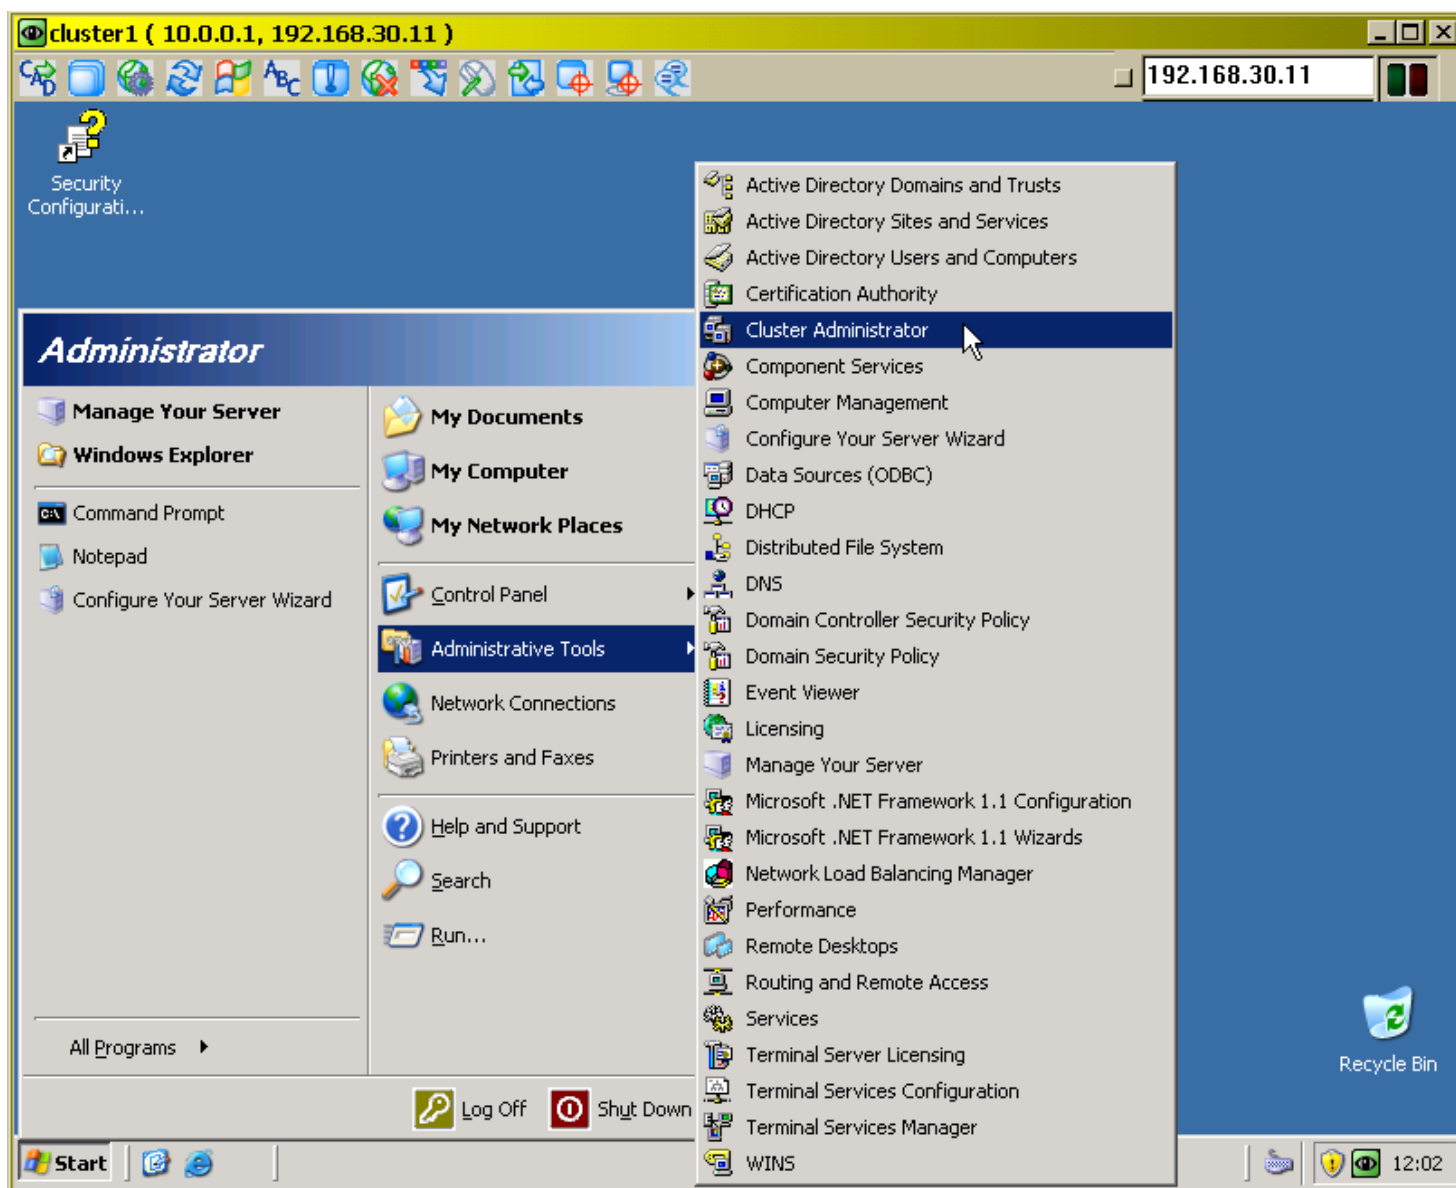 cluster1 ( 10.0.0.1, 192.168.30.11 )
192.168.30.11
Security
Configurati...
Administrator
Manage Your Server
Windows Explorer
Command Prompt
Notepad
Configure Your Server Wizard
All Programs
My Documents
My Computer
My Network Places
Control Panel
Administrative Tools
Network Connections
Printers and Faxes
Help and Support
Search
Run...
Log Off
Shut Down
Active Directory Domains and Trusts
Active Directory Sites and Services
Active Directory Users and Computers
Certification Authority
Cluster Administrator
Component Services
Computer Management
Configure Your Server Wizard
Data Sources (ODBC)
DHCP
Distributed File System
DNS
Domain Controller Security Policy
Domain Security Policy
Event Viewer
Licensing
Manage Your Server
Microsoft .NET Framework 1.1 Configuration
Microsoft .NET Framework 1.1 Wizards
Network Load Balancing Manager
Performance
Remote Desktops
Routing and Remote Access
Services
Terminal Server Licensing
Terminal Services Configuration
Terminal Services Manager
WINS
Recycle Bin
Start
12:02